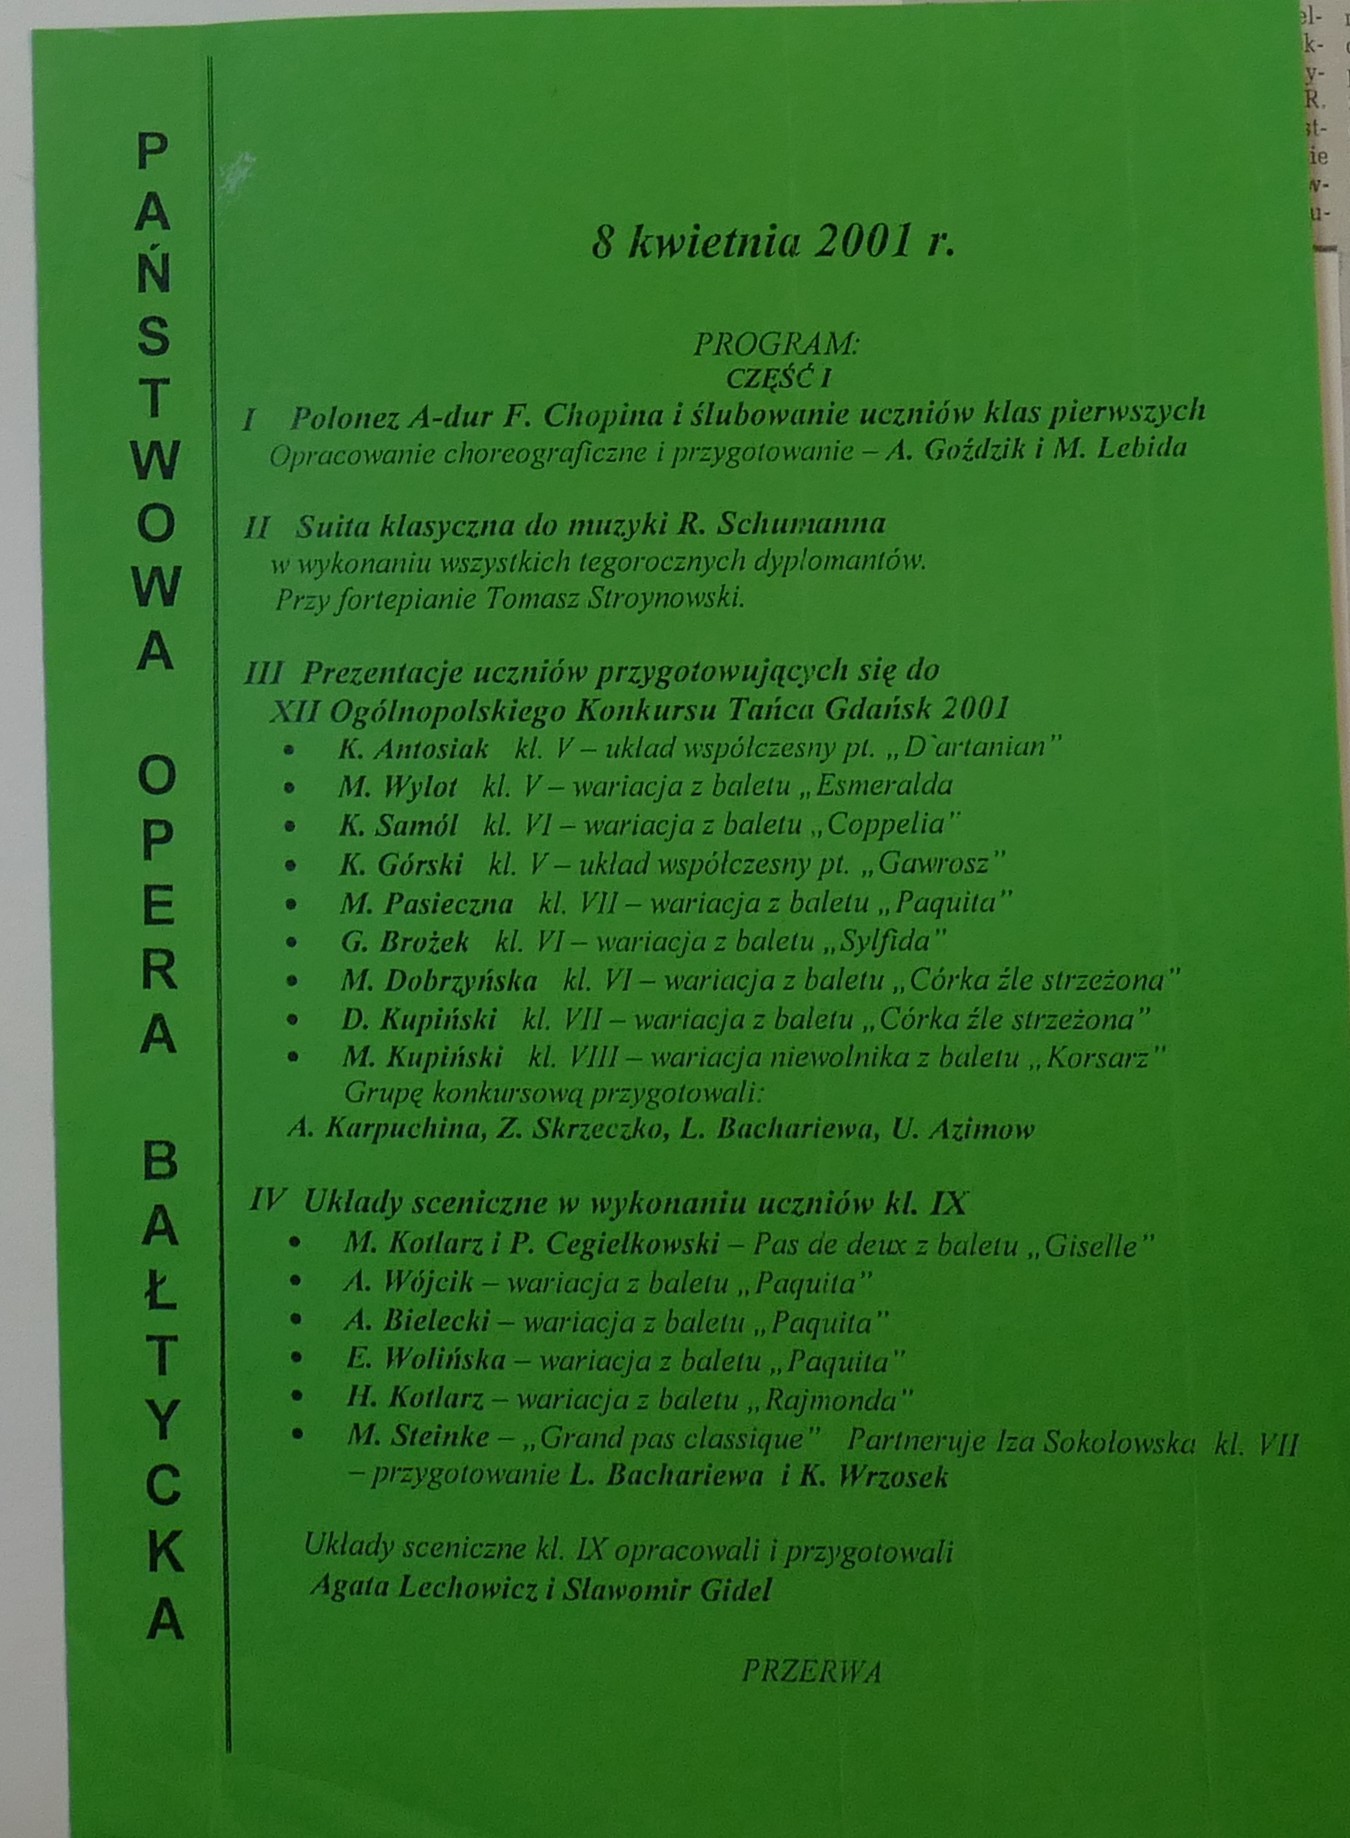 PAŃSTWOWA OPERA BAŁTYCKA
8 kwietnia 2001 r.
PROGRAM:
CZĘŚĆ I
I Polonez A-dur F. Chopina i ślubowanie uczniów klas pierwszych
Opracowanie choreograficzne i przygotowanie – A. Goździk i M. Lebida
II Suita klasyczna do muzyki R. Schumanna
w wykonaniu wszystkich tegorocznych dyplomantów.
Przy fortepianie Tomasz Stroynowski.
III Prezentacje uczniów przygotowujących się do
XII Ogólnopolskiego Konkursu Tańca Gdańsk 2001
• K. Antosiak kl. V – układ współczesny pt. „D`artanian”
• M. Wylot kl. V – wariacja z baletu „Esmeralda
• K. Samól kl. VI – wariacja z baletu „Coppelia”
• K. Górski kl. V – układ współczesny pt. „Gawrosz”
• M. Pasieczna kl. VII – wariacja z baletu „Paquita”
• G. Brożek kl. VI – wariacja z baletu „Sylfida”
• M. Dobrzyńska kl. VI – wariacja z baletu „Córka źle strzeżona”
• D. Kupiński kl. VII – wariacja z baletu „Córka źle strzeżona”
• M. Kupiński kl. VIII – wariacja niewolnika z baletu „Korsarz”
Grupę konkursową przygotowali:
A. Karpuchina, Z. Skrzeczko, L. Bachariewa, U. Azimow
IV Układy sceniczne w wykonaniu uczniów kl. IX
• M. Kotlarz i P. Cegiełkowski – Pas de deux z baletu „Giselle”
• A. Wójcik – wariacja z baletu „Paquita”
• A. Bielecki – wariacja z baletu „Paquita”
• E. Wolińska – wariacja z baletu „Paquita”
• H. Kotlarz – wariacja z baletu „Rajmonda”
• M. Steinke – „Grand pas classique” Partneruje Iza Sokołowska kl. VII
– przygotowanie L. Bachariewa i K. Wrzosek
Układy sceniczne kl. IX opracowali i przygotowali
Agata Lechowicz i Sławomir Gidel
PRZERWA